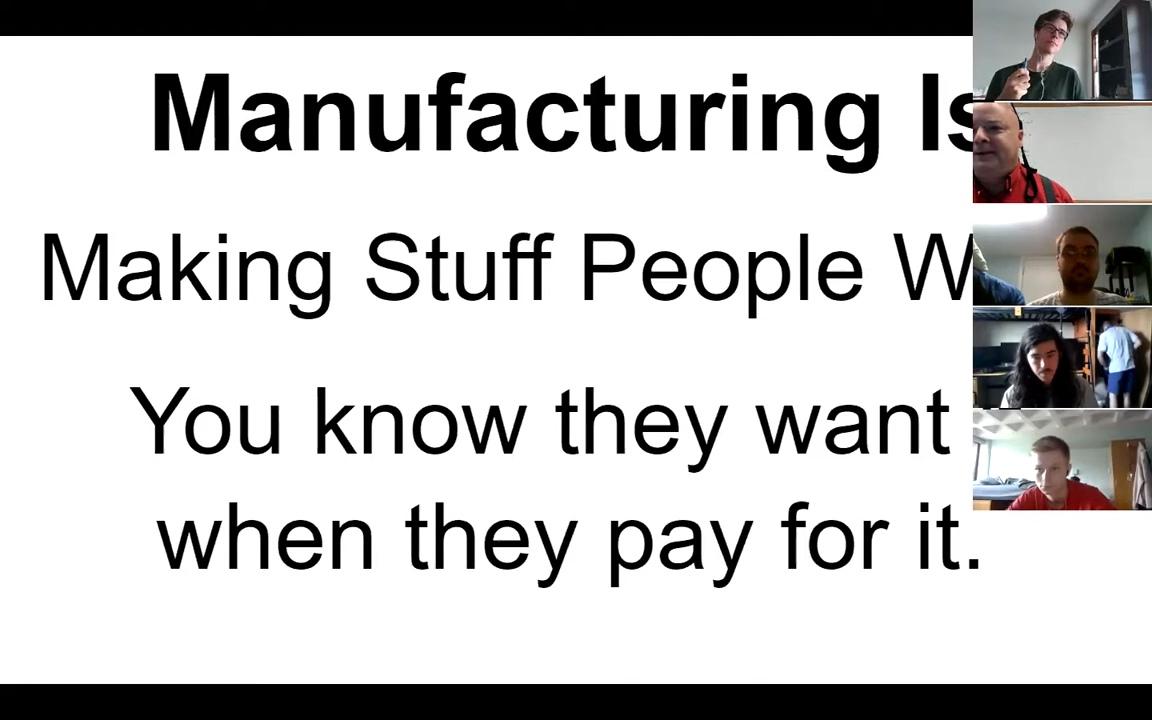 Manufacturing Is
Making Stuff People
You know they want
when they pay for it.